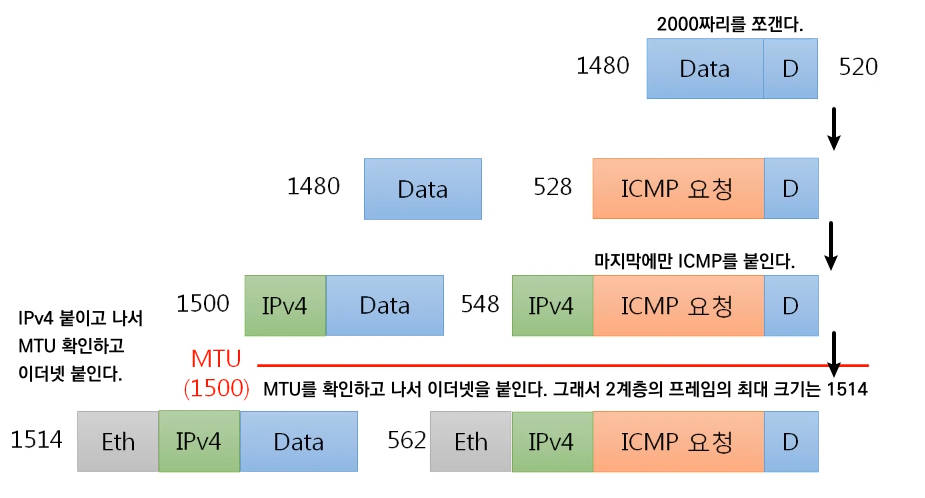 2000짜리를 쪼갠다.
1480 Data D 520
1480 Data 528 ICMP 요청 D
마지막에만 ICMP를 붙인다.
1500 IPv4 Data 548 IPv4 ICMP 요청 D
IPv4 붙이고 나서
MTU 확인하고
이더넷 붙인다.
MTU
(1500)
MTU를 확인하고 나서 이더넷을 붙인다. 그래서 2계층의 프레임의 최대 크기는 1514
1514 Eth IPv4 Data 562 Eth IPv4 ICMP 요청 D